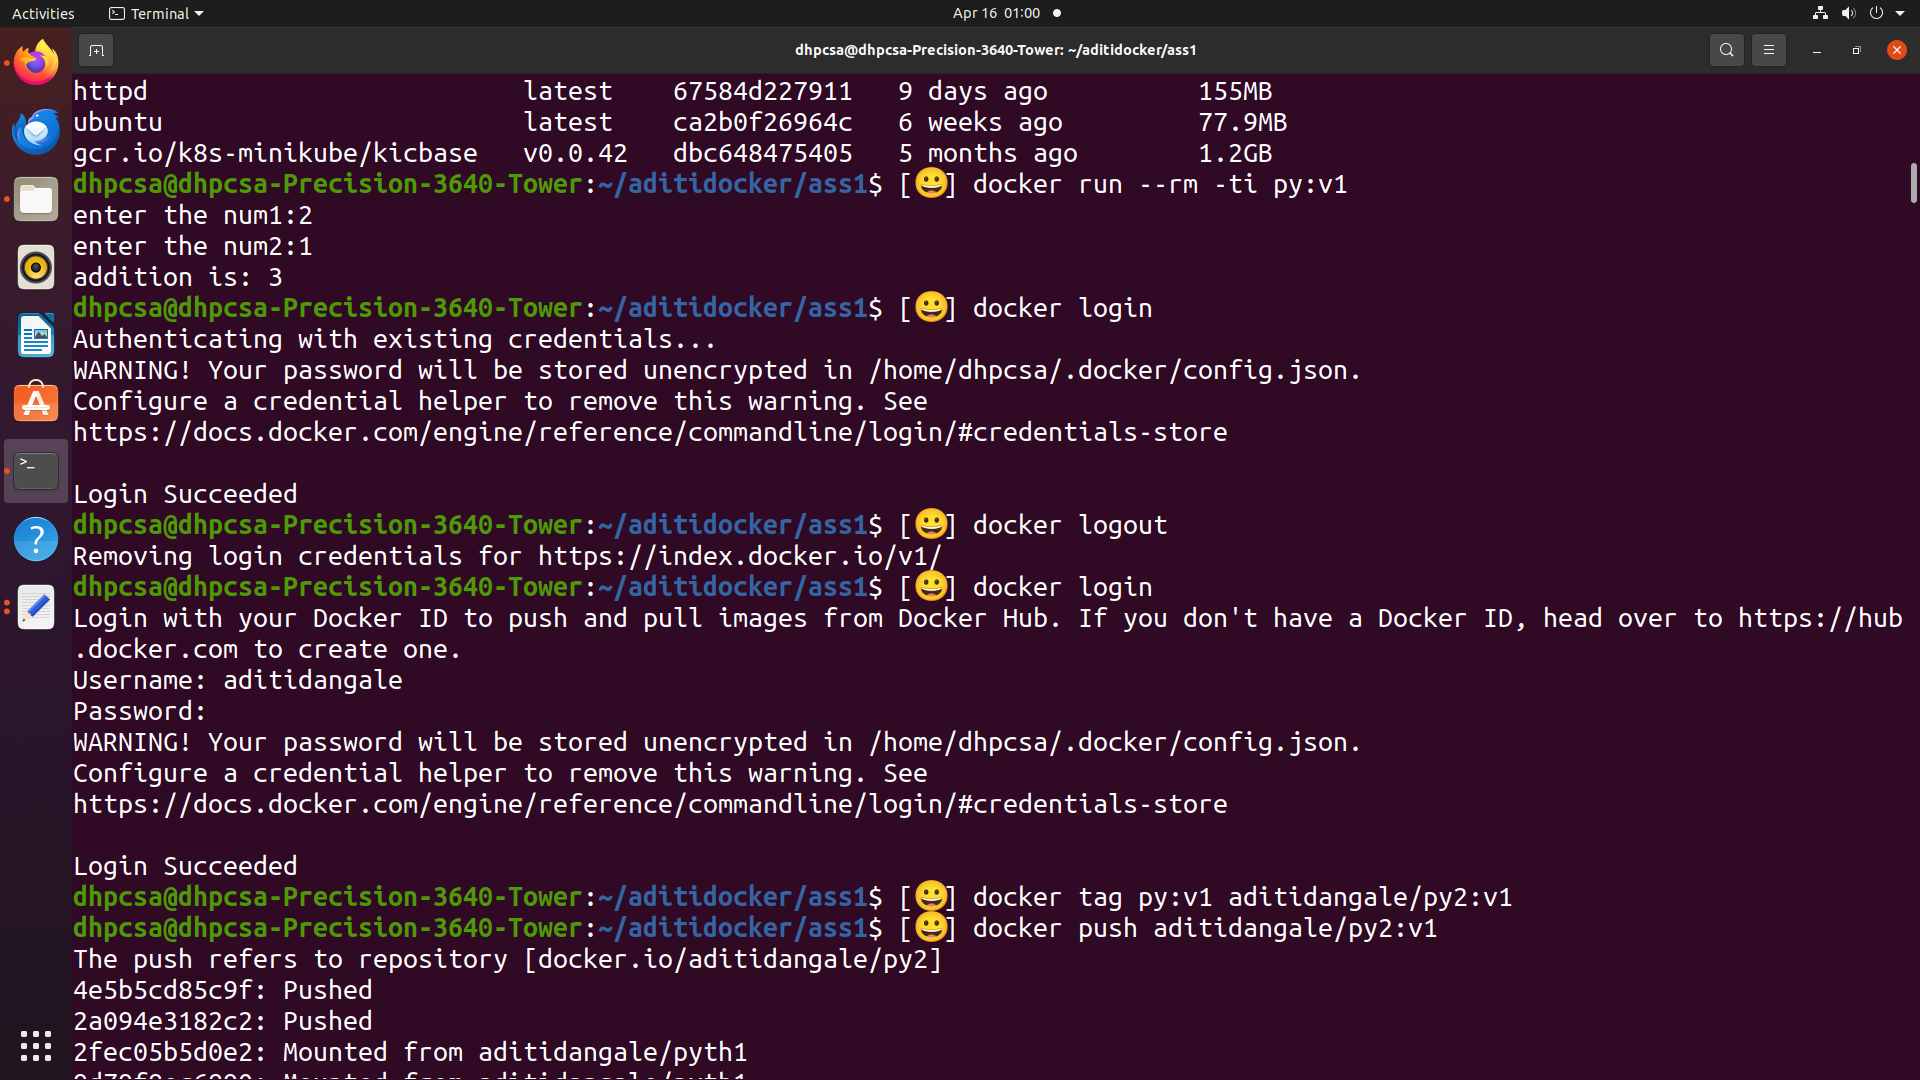 Activities Terminal Apr 16 01:00
dhpcsa@dhpcsa-Precision-3640-Tower: ~/aditidocker/ass1
httpd latest 67584d227911 9 days ago 155MB
ubuntu latest ca2b0f26964c 6 weeks ago 77.9MB
gcr.io/k8s-minikube/kicbase v0.0.42 dbc648475405 5 months ago 1.2GB
dhpcsa@dhpcsa-Precision-3640-Tower:~/aditidocker/ass1$ [😀] docker run --rm -ti py:v1
enter the num1:2
enter the num2:1
addition is: 3
dhpcsa@dhpcsa-Precision-3640-Tower:~/aditidocker/ass1$ [😀] docker login
Authenticating with existing credentials...
WARNING! Your password will be stored unencrypted in /home/dhpcsa/.docker/config.json.
Configure a credential helper to remove this warning. See
https://docs.docker.com/engine/reference/commandline/login/#credentials-store
Login Succeeded
dhpcsa@dhpcsa-Precision-3640-Tower:~/aditidocker/ass1$ [😀] docker logout
Removing login credentials for https://index.docker.io/v1/
dhpcsa@dhpcsa-Precision-3640-Tower:~/aditidocker/ass1$ [😀] docker login
Login with your Docker ID to push and pull images from Docker Hub. If you don't have a Docker ID, head over to https://hub
.docker.com to create one.
Username: aditidangale
Password:
WARNING! Your password will be stored unencrypted in /home/dhpcsa/.docker/config.json.
Configure a credential helper to remove this warning. See
https://docs.docker.com/engine/reference/commandline/login/#credentials-store
Login Succeeded
dhpcsa@dhpcsa-Precision-3640-Tower:~/aditidocker/ass1$ [😀] docker tag py:v1 aditidangale/py2:v1
dhpcsa@dhpcsa-Precision-3640-Tower:~/aditidocker/ass1$ [😀] docker push aditidangale/py2:v1
The push refers to repository [docker.io/aditidangale/py2]
4e5b5cd85c9f: Pushed
2a094e3182c2: Pushed
2fec05b5d0e2: Mounted from aditidangale/pyth1
Mounted from aditidangale/pyth1